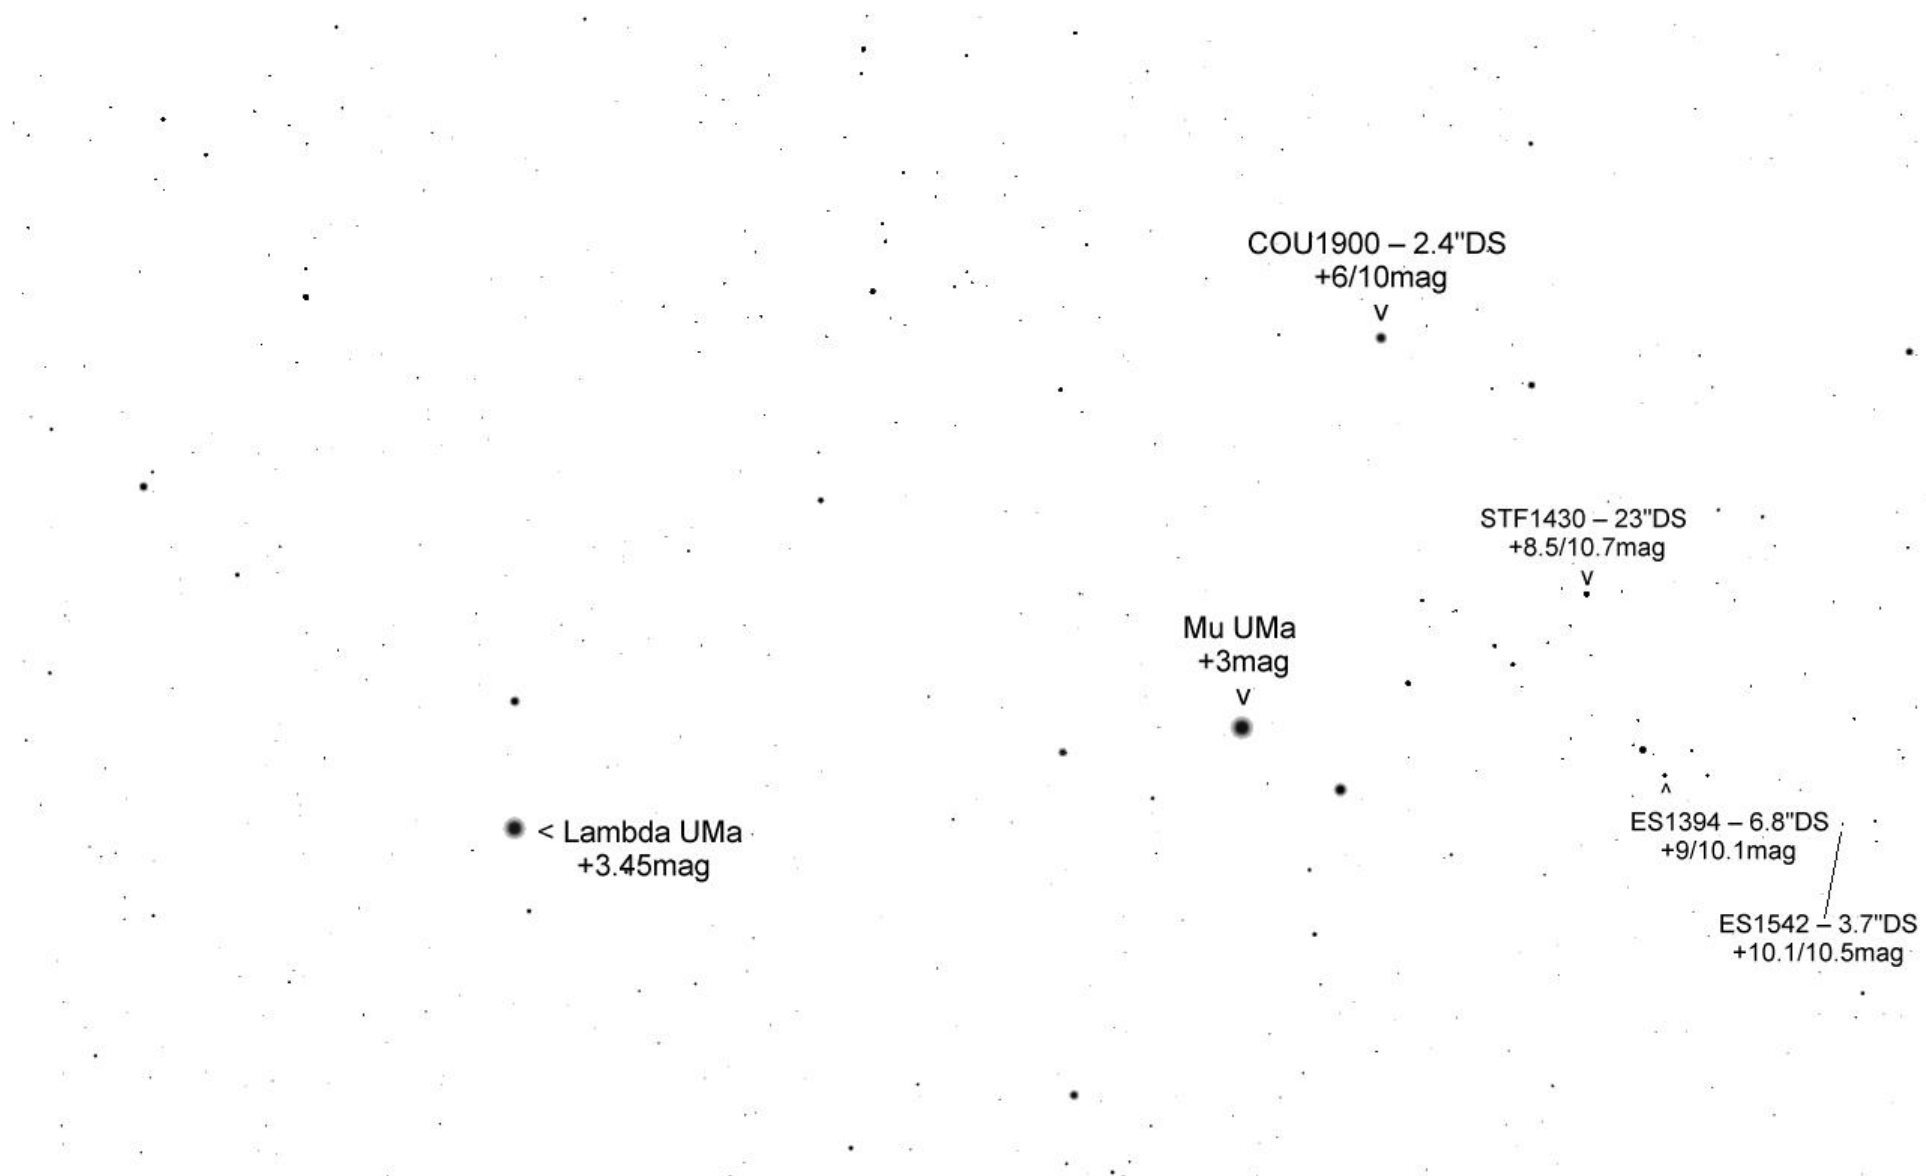 COU1900 – 2.4"DS
+6/10mag
v
STF1430 – 23"DS
+8.5/10.7mag
v
Mu UMa
+3mag
v
< Lambda UMa
+3.45mag
^
ES1394 – 6.8"DS
+9/10.1mag
ES1542 – 3.7"DS
+10.1/10.5mag